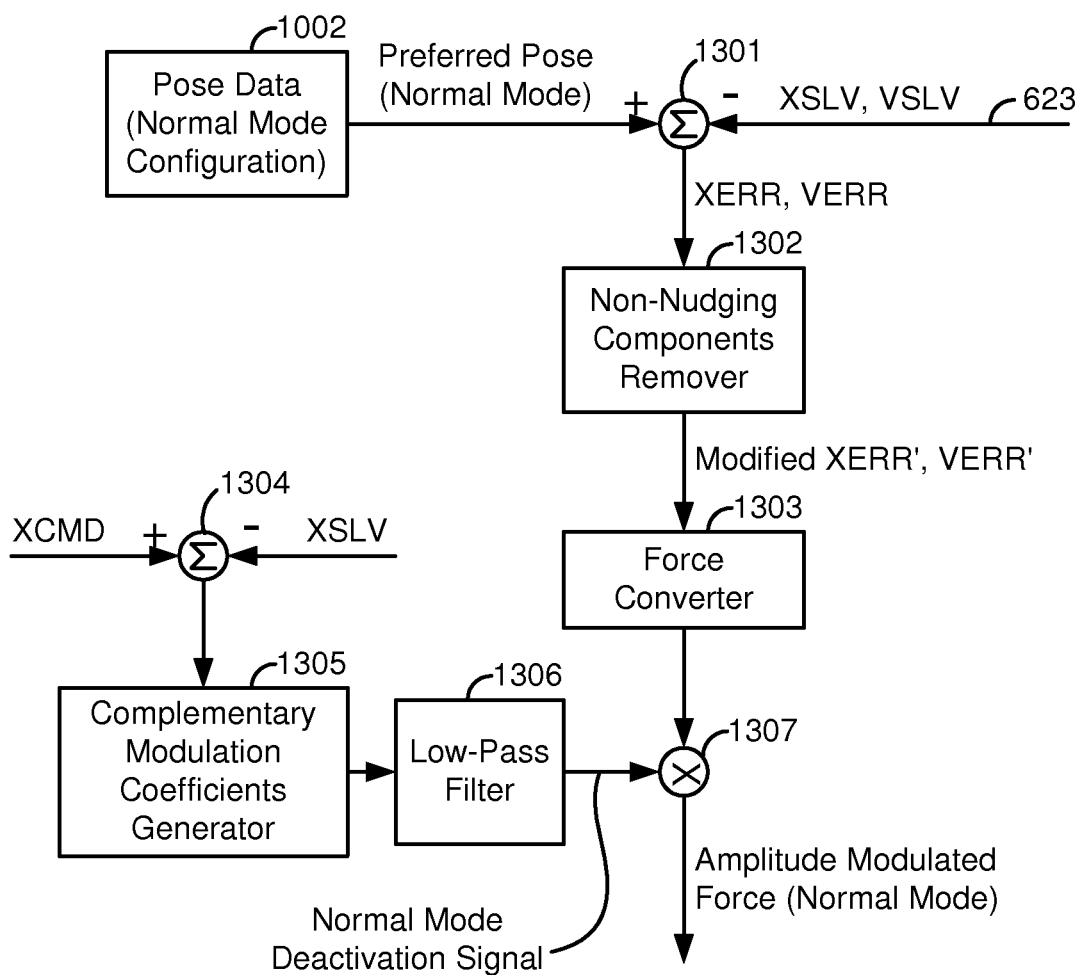 1002
Pose Data
(Normal Mode
Configuration)
Preferred Pose
(Normal Mode)
+
1301
Σ
-
XSLV, VSLV
623
XERR, VERR
1302
Non-Nudging
Components
Remover
Modified XERR', VERR'
1303
Force
Converter
XCMD
+
1304
Σ
-
XSLV
1305
Complementary
Modulation
Coefficients
Generator
1306
Low-Pass
Filter
1307
X
Normal Mode
Deactivation Signal
Amplitude Modulated
Force (Normal Mode)